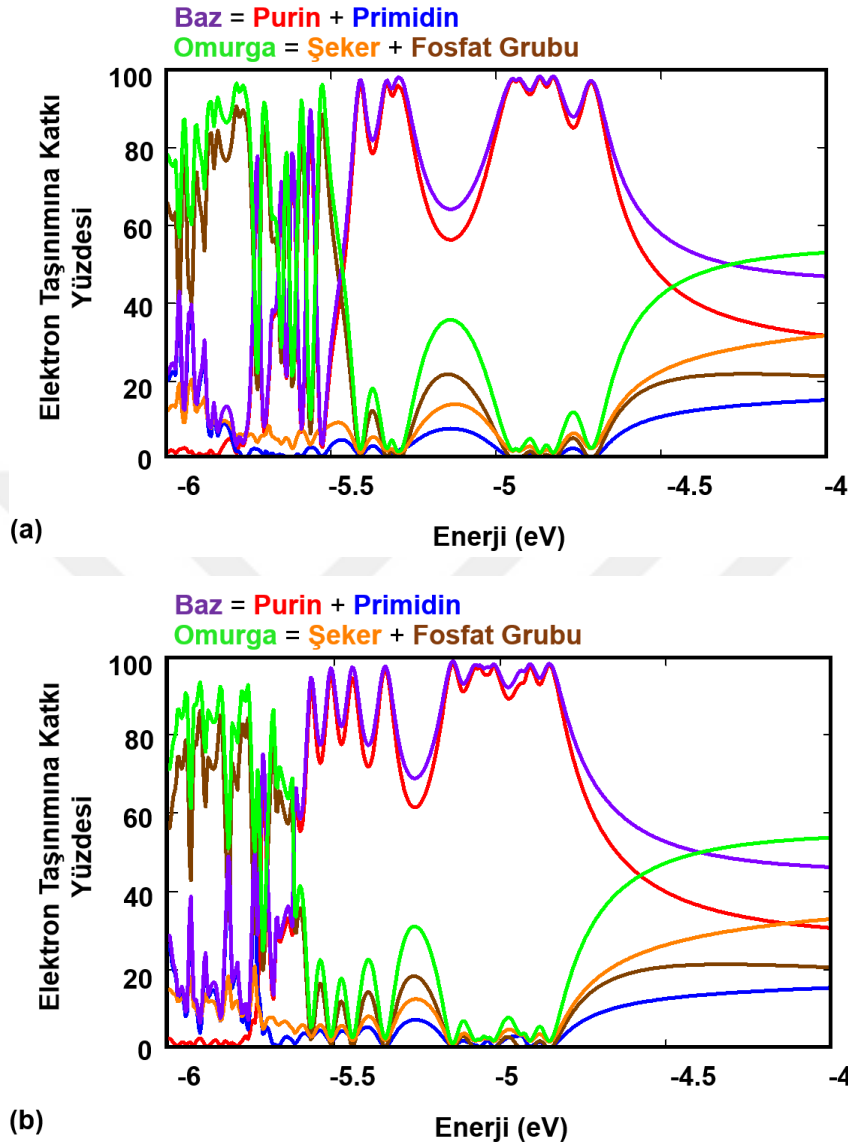 Baz = Purin + Primidin
Omurga = Şeker + Fosfat Grubu
Elektron Taşınımına Katkı
Yüzdesi
100
80
60
40
20
0
-6
-5.5
-5
-4.5
-4
Enerji (eV)
(a)
Baz = Purin + Primidin
Omurga = Şeker + Fosfat Grubu
Elektron Taşınımına Katkı
Yüzdesi
100
80
60
40
20
0
-6
-5.5
-5
-4.5
-4
Enerji (eV)
(b)